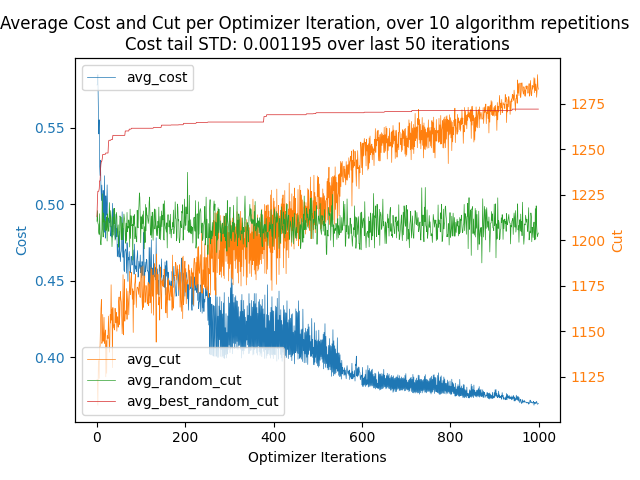 Average Cost and Cut per Optimizer Iteration, over 10 algorithm repetitions
Cost tail STD: 0.001195 over last 50 iterations
avg_cost
0.55
0.50
0.45
0.40
Cost
1275
1250
1225
1200
1175
1150
1125
Cut
avg_cut
avg_random_cut
avg_best_random_cut
0
200
400
600
800
1000
Optimizer Iterations